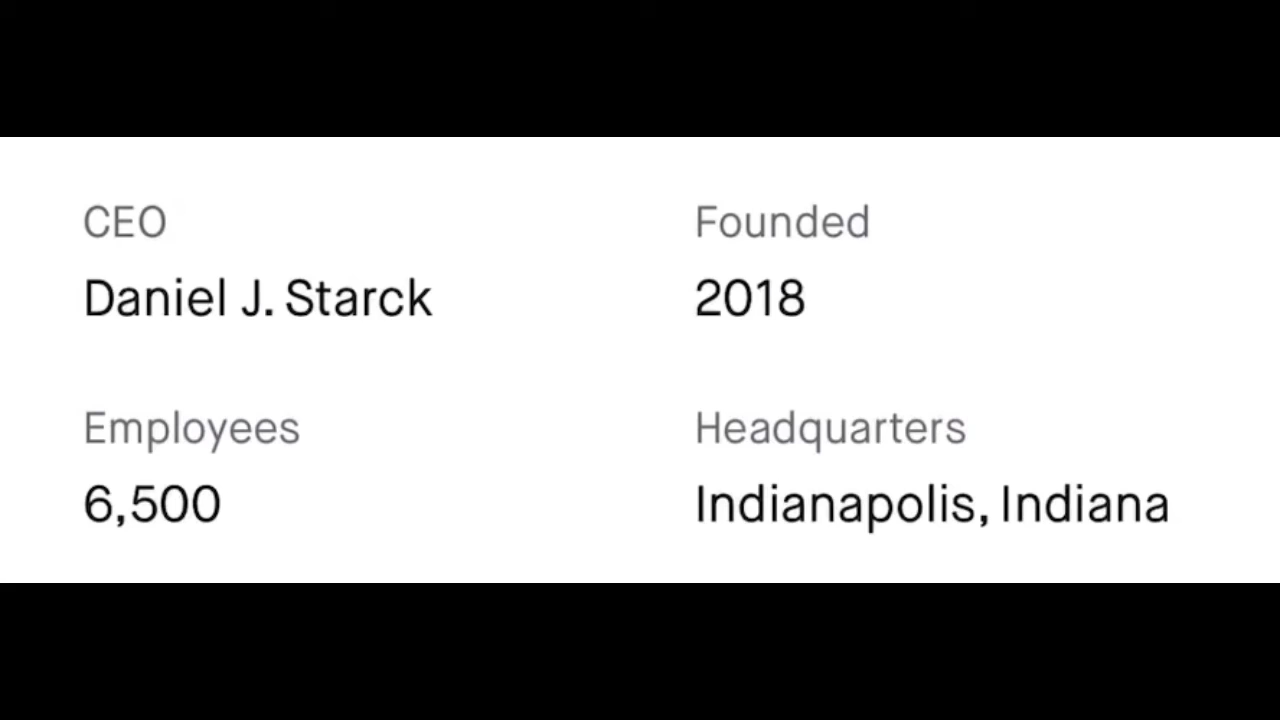 CEO
Daniel J. Starck
Founded
2018
Employees
6,500
Headquarters
Indianapolis, Indiana